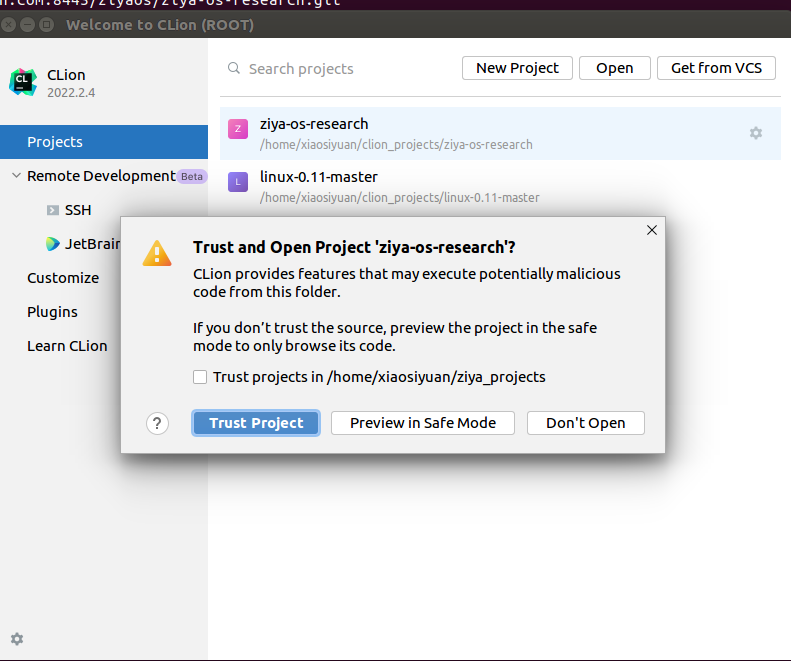 n.COM:8443/ziyaos/ziya-os-research.git
Welcome to CLion (ROOT)
CL
CLion
2022.2.4
Search projects
New Project
Open
Get from VCS
Projects
Remote Development Beta
SSH
JetBrain
Customize
Plugins
Learn CLion
Z
ziya-os-research
/home/xiaosiyuan/clion_projects/ziya-os-research
L
linux-0.11-master
/home/xiaosiyuan/clion_projects/linux-0.11-master
Trust and Open Project 'ziya-os-research'?
CLion provides features that may execute potentially malicious
code from this folder.
If you don’t trust the source, preview the project in the safe
mode to only browse its code.
Trust projects in /home/xiaosiyuan/ziya_projects
?
Trust Project
Preview in Safe Mode
Don't Open